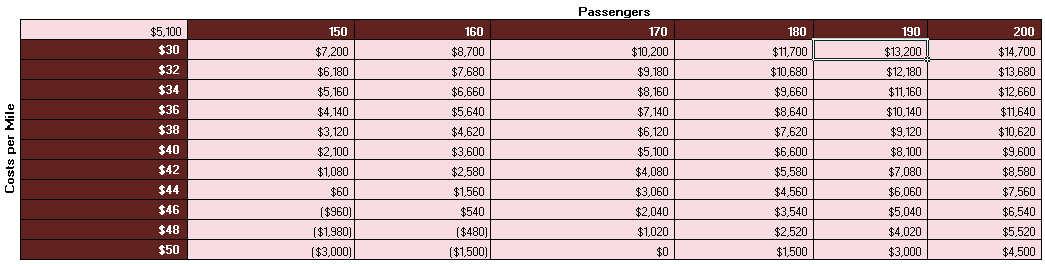 Passengers
$5,100 150 160 170 180 190 200
$30 $7,200 $8,700 $10,200 $11,700 $13,200 $14,700
$32 $6,180 $7,680 $9,180 $10,680 $12,180 $13,680
$34 $5,160 $6,660 $8,160 $9,660 $11,160 $12,660
$36 $4,140 $5,640 $7,140 $8,640 $10,140 $11,640
$38 $3,120 $4,620 $6,120 $7,620 $9,120 $10,620
$40 $2,100 $3,600 $5,100 $6,600 $8,100 $9,600
$42 $1,080 $2,580 $4,080 $5,580 $7,080 $8,580
$44 $60 $1,560 $3,060 $4,560 $6,060 $7,560
$46 ($960) $540 $2,040 $3,540 $5,040 $6,540
$48 ($1,980) ($480) $1,020 $2,520 $4,020 $5,520
$50 ($3,000) ($1,500) $0 $1,500 $3,000 $4,500
Costs per Mile